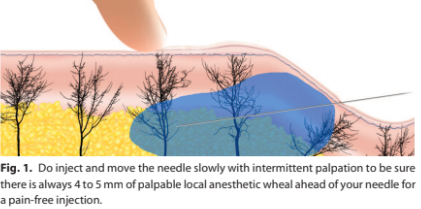 Fig. 1. Do inject and move the needle slowly with intermittent palpation to be sure
there is always 4 to 5 mm of palpable local anesthetic wheal ahead of your needle for
a pain-free injection.